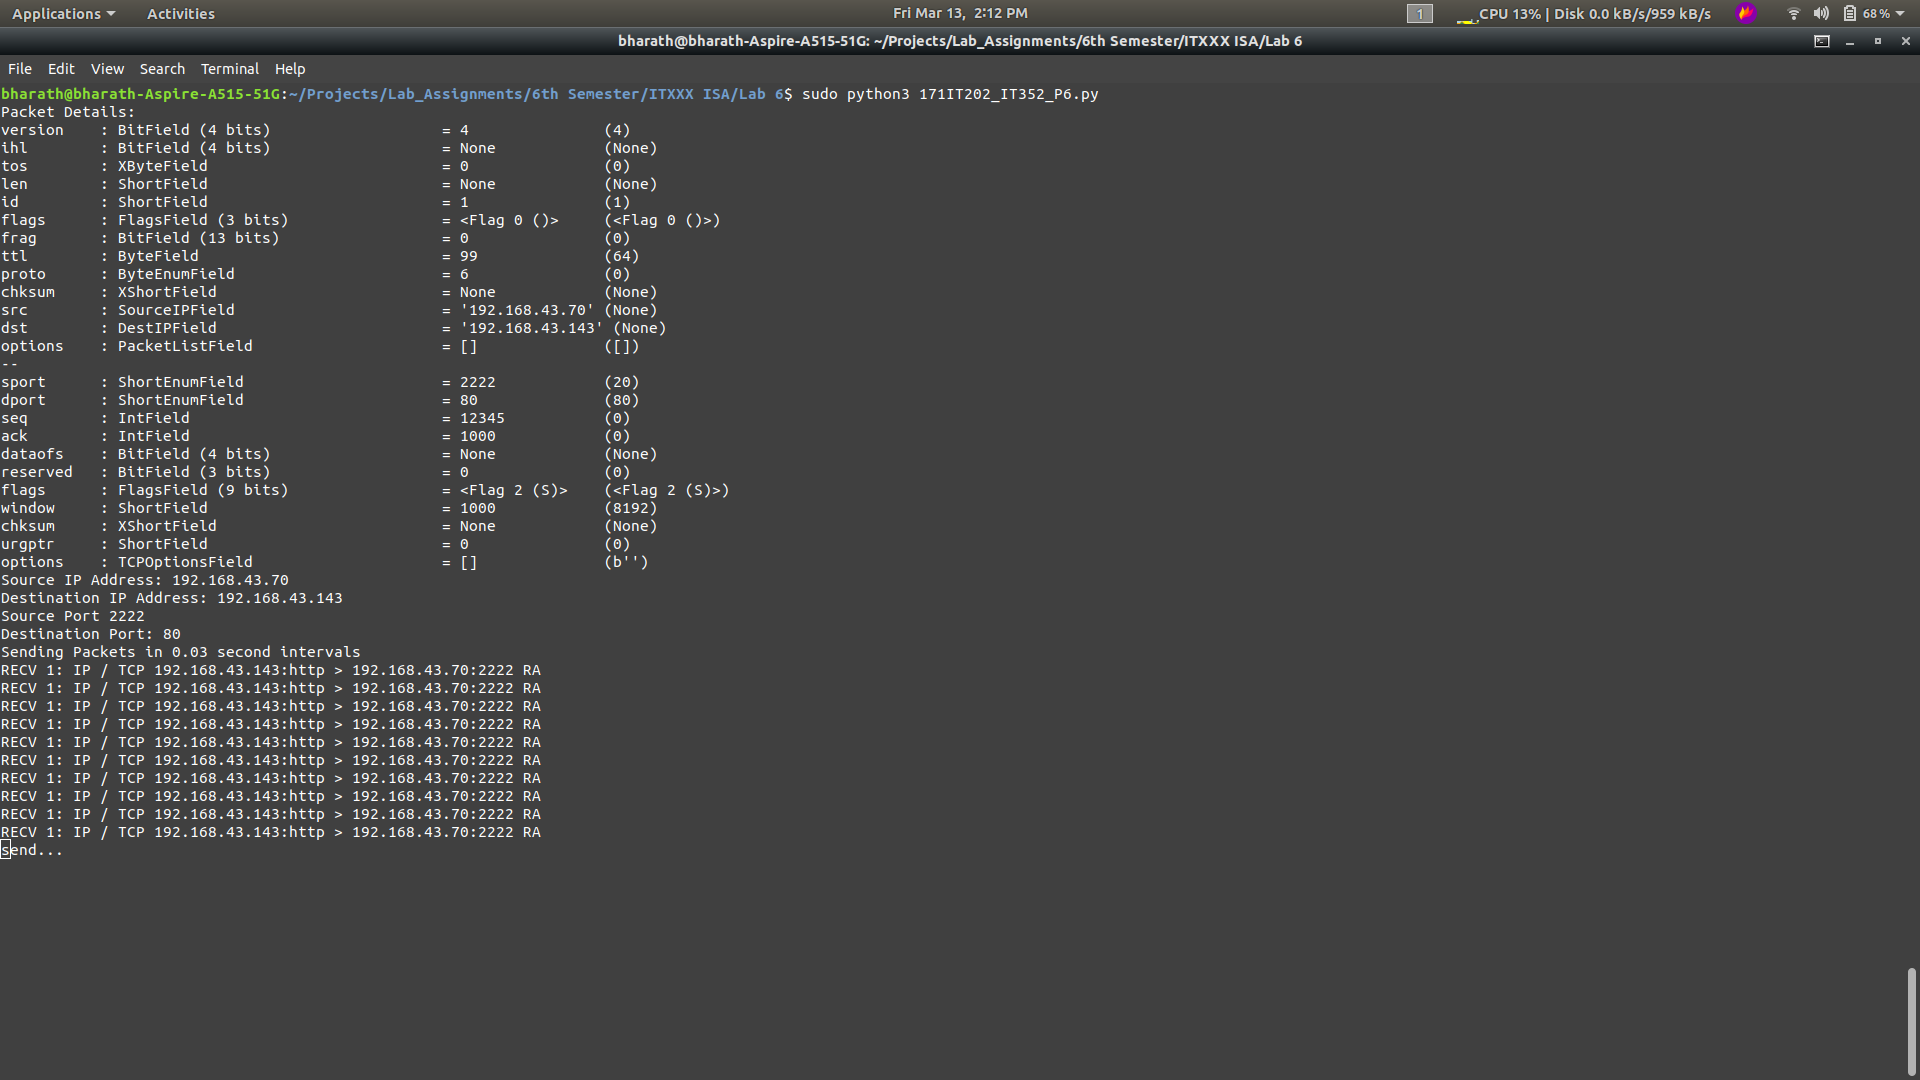 Applications Activities Fri Mar 13, 2:12 PM 1 CPU 13% | Disk 0.0 kB/s/959 kB/s 68%
bharath@bharath-Aspire-A515-51G: ~/Projects/Lab_Assignments/6th Semester/ITXXX ISA/Lab 6
File Edit View Search Terminal Help
bharath@bharath-Aspire-A515-51G:~/Projects/Lab_Assignments/6th Semester/ITXXX ISA/Lab 6$ sudo python3 171IT202_IT352_P6.py
Packet Details:
version : BitField (4 bits) = 4 (4)
ihl : BitField (4 bits) = None (None)
tos : XByteField = 0 (0)
len : ShortField = None (None)
id : ShortField = 1 (1)
flags : FlagsField (3 bits) = <Flag 0 ()> (<Flag 0 ()>)
frag : BitField (13 bits) = 0 (0)
ttl : ByteField = 99 (64)
proto : ByteEnumField = 6 (0)
chksum : XShortField = None (None)
src : SourceIPField = '192.168.43.70' (None)
dst : DestIPField = '192.168.43.143' (None)
options : PacketListField = [] ([])
--
sport : ShortEnumField = 2222 (20)
dport : ShortEnumField = 80 (80)
seq : IntField = 12345 (0)
ack : IntField = 1000 (0)
dataofs : BitField (4 bits) = None (None)
reserved : BitField (3 bits) = 0 (0)
flags : FlagsField (9 bits) = <Flag 2 (S)> (<Flag 2 (S)>)
window : ShortField = 1000 (8192)
chksum : XShortField = None (None)
urgptr : ShortField = 0 (0)
options : TCPOptionsField = [] (b'')
Source IP Address: 192.168.43.70
Destination IP Address: 192.168.43.143
Source Port 2222
Destination Port: 80
Sending Packets in 0.03 second intervals
RECV 1: IP / TCP 192.168.43.143:http > 192.168.43.70:2222 RA
RECV 1: IP / TCP 192.168.43.143:http > 192.168.43.70:2222 RA
RECV 1: IP / TCP 192.168.43.143:http > 192.168.43.70:2222 RA
RECV 1: IP / TCP 192.168.43.143:http > 192.168.43.70:2222 RA
RECV 1: IP / TCP 192.168.43.143:http > 192.168.43.70:2222 RA
RECV 1: IP / TCP 192.168.43.143:http > 192.168.43.70:2222 RA
RECV 1: IP / TCP 192.168.43.143:http > 192.168.43.70:2222 RA
RECV 1: IP / TCP 192.168.43.143:http > 192.168.43.70:2222 RA
RECV 1: IP / TCP 192.168.43.143:http > 192.168.43.70:2222 RA
RECV 1: IP / TCP 192.168.43.143:http > 192.168.43.70:2222 RA
send...